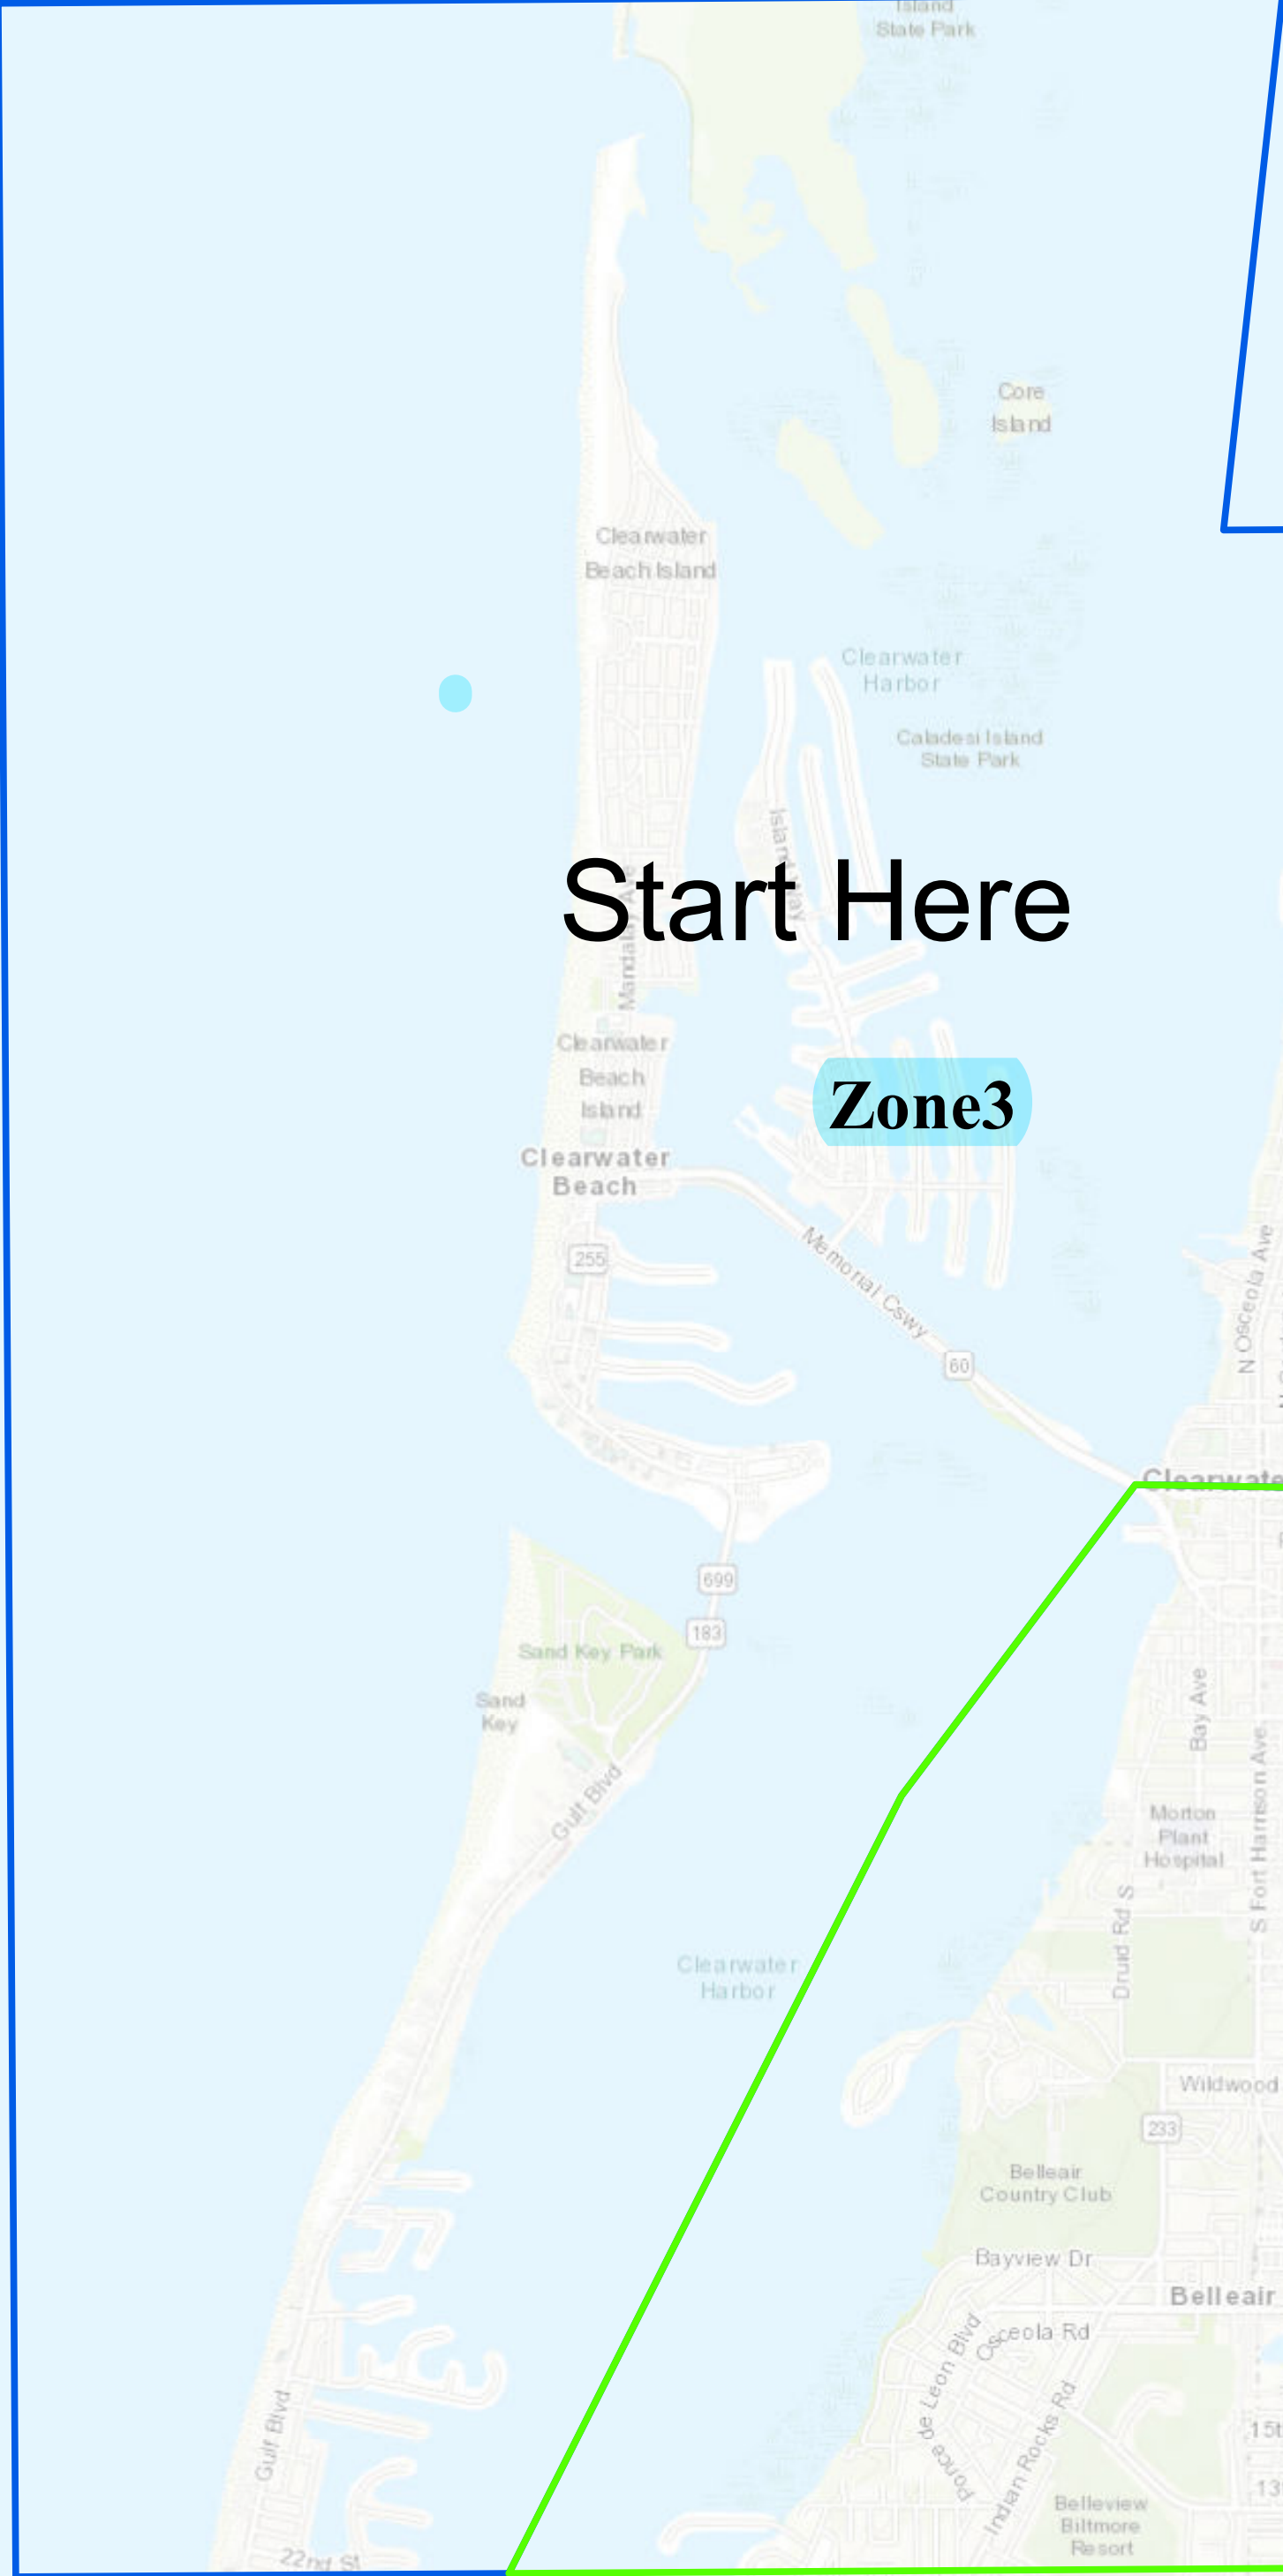 Island
State Park
Core
Island
Clearwater
Beach Island
Clearwater
Harbor
Caladesi Island
State Park
Island Way
Start Here
Mandalay Ave
Clearwater
Beach
Island
Zone3
Clearwater
Beach
255
Memorial Cswy
60
N Osceola Ave
Clearwate
699
183
Sand Key Park
Sand
Key
Gulf Blvd
Bay Ave
S Fort Harrison Ave
Morton
Plant
Hospital
Druid Rd S
Clearwater
Harbor
Wildwood
233
Belleair
Country Club
Bayview Dr
Belleair
Osceola Rd
Ponce de Leon Blvd
Indian Rocks Rd
Gulf Blvd
15t
13
Belleview
Biltmore
Resort
22nd St